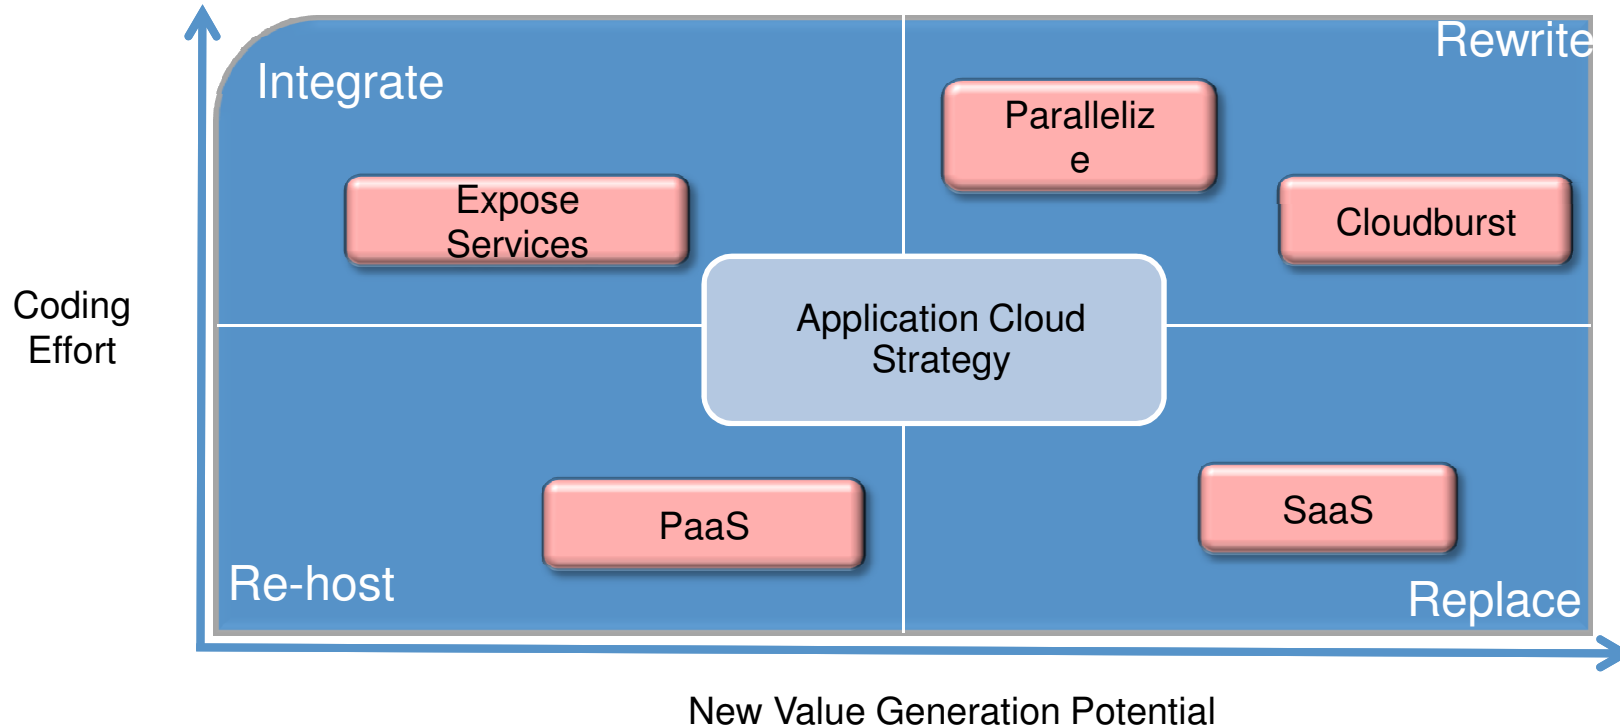 Rewrite
Integrate
Paralleliz
e
Expose
Services
Cloudburst
Coding
Effort
Application Cloud
Strategy
PaaS
SaaS
Re-host
Replace
New Value Generation Potential